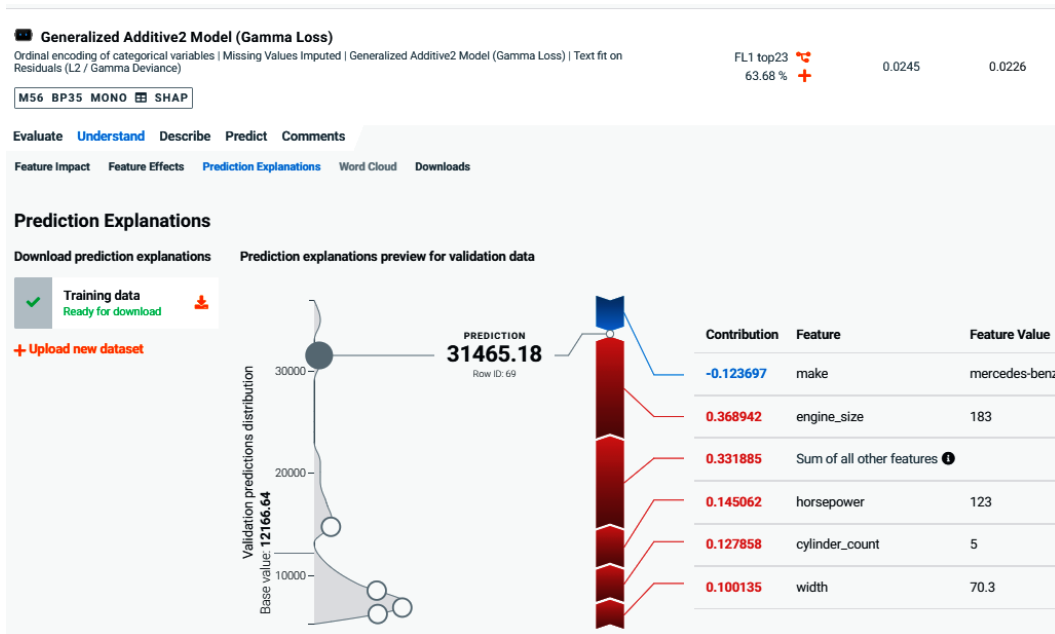 Generalized Additive2 Model (Gamma Loss)
Ordinal encoding of categorical variables | Missing Values Imputed | Generalized Additive2 Model (Gamma Loss) | Text fit on
Residuals (L2 / Gamma Deviance)
FL1 top23
63.68 %
0.0245
0.0226
M56 BP35 MONO SHAP
Evaluate Understand Describe Predict Comments
Feature Impact Feature Effects Prediction Explanations Word Cloud Downloads
Prediction Explanations
Download prediction explanations
Training data
Ready for download
+ Upload new dataset
Prediction explanations preview for validation data
Validation predictions distribution
Base value: 12166.64
30000
20000
10000
PREDICTION
31465.18
Row ID: 69
Contribution Feature Feature Value
-0.123697 make mercedes-benz
0.368942 engine_size 183
0.331885 Sum of all other features
0.145062 horsepower 123
0.127858 cylinder_count 5
0.100135 width 70.3